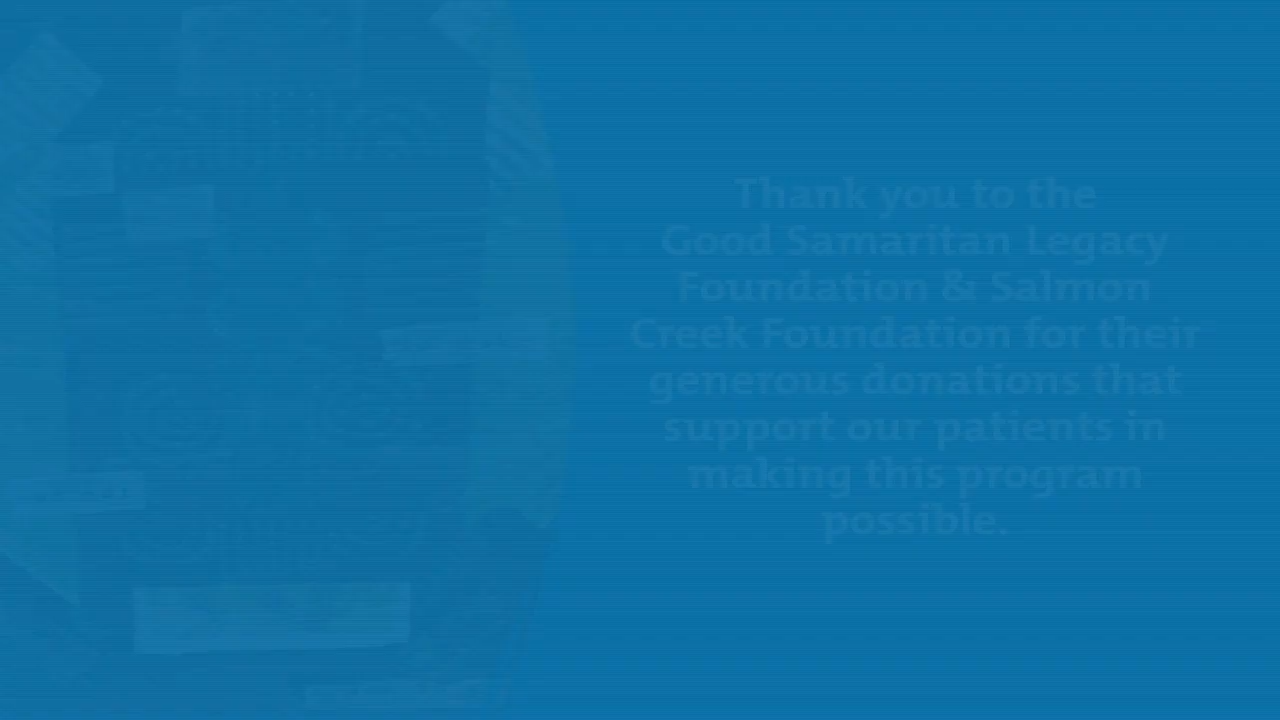 Thank you to the
Good Samaritan Legacy
Foundation & Salmon
Creek Foundation for their
generous donations that
support our patients in
making this program
possible.